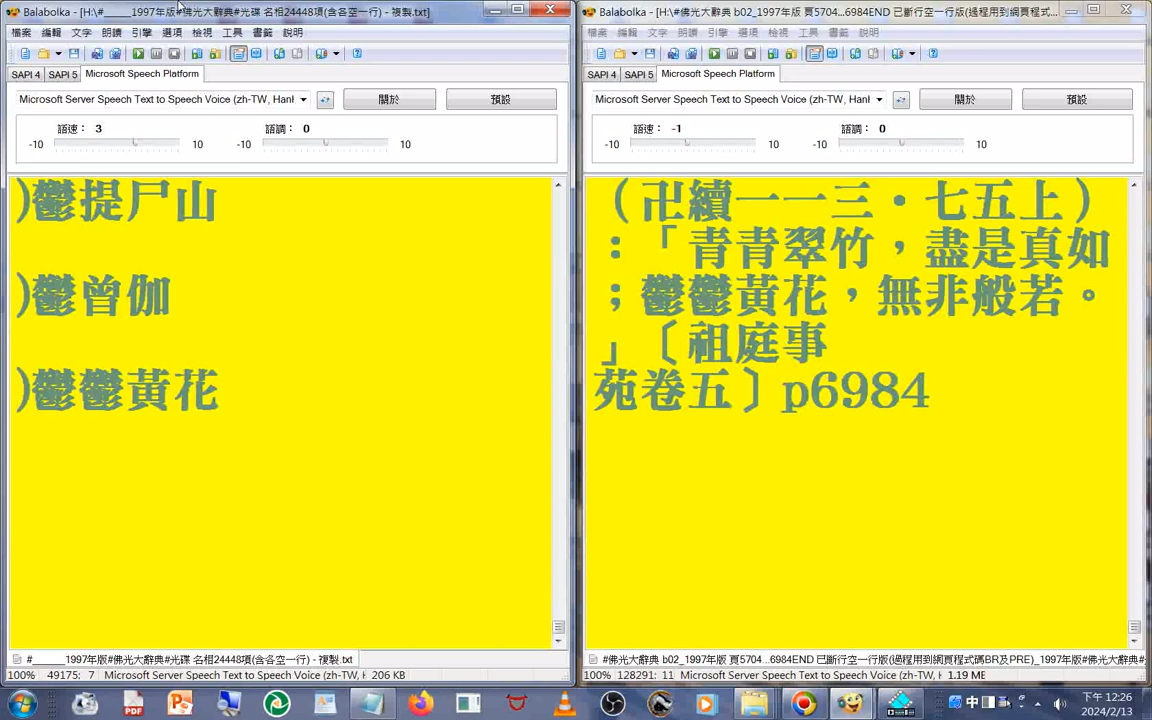 Balabolka - [H:\#_____1997年版#佛光大辭典#光碟 名相24448項(含各空一行) - 複製.txt]
檔案 編輯 文字 朗讀 引擎 選項 檢視 工具 書籤 說明
SAPI 4 SAPI 5 Microsoft Speech Platform
Microsoft Server Speech Text to Speech Voice (zh-TW, Hanl
關於 預設
語速： 3 語調： 0
-10 10 -10 10
)鬱提尸山
)鬱曾伽
)鬱鬱黃花
#_____1997年版#佛光大辭典#光碟 名相24448項(含各空一行) - 複製.txt
100% 49175: 7 Microsoft Server Speech Text to Speech Voice (zh-TW, H 206 KB
Balabolka - [H:\#佛光大辭典 b02_1997年版 頁5704...6984END 已斷行空一行版(過程用到網頁程式...
檔案 編輯 文字 朗讀 引擎 選項 檢視 工具 書籤 說明
SAPI 4 SAPI 5 Microsoft Speech Platform
Microsoft Server Speech Text to Speech Voice (zh-TW, Hanl
關於 預設
語速： -1 語調： 0
-10 10 -10 10
（卍續一一三・七五上）
：「青青翠竹，盡是真如
；鬱鬱黃花，無非般若。
」〔祖庭事
苑卷五〕p6984
#佛光大辭典 b02_1997年版 頁5704...6984END 已斷行空一行版(過程用到網頁程式碼BR及PRE)_1997年版#佛光大辭典#
100% 128291: 11 Microsoft Server Speech Text to Speech Voice (zh-TW, H 1.19 ME
下午 12:26
2024/2/13